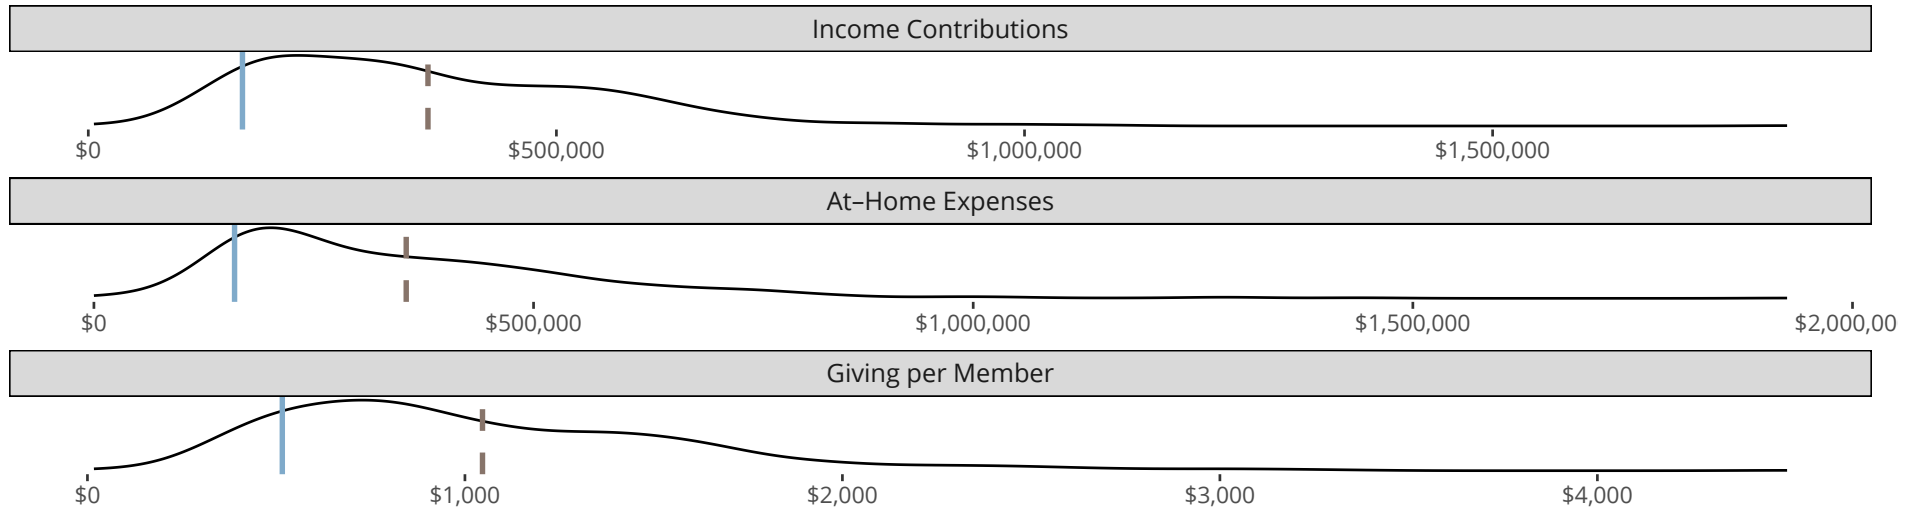 Income Contributions
$0 $500,000 $1,000,000 $1,500,000
At–Home Expenses
$0 $500,000 $1,000,000 $1,500,000 $2,000,00
Giving per Member
$0 $1,000 $2,000 $3,000 $4,000